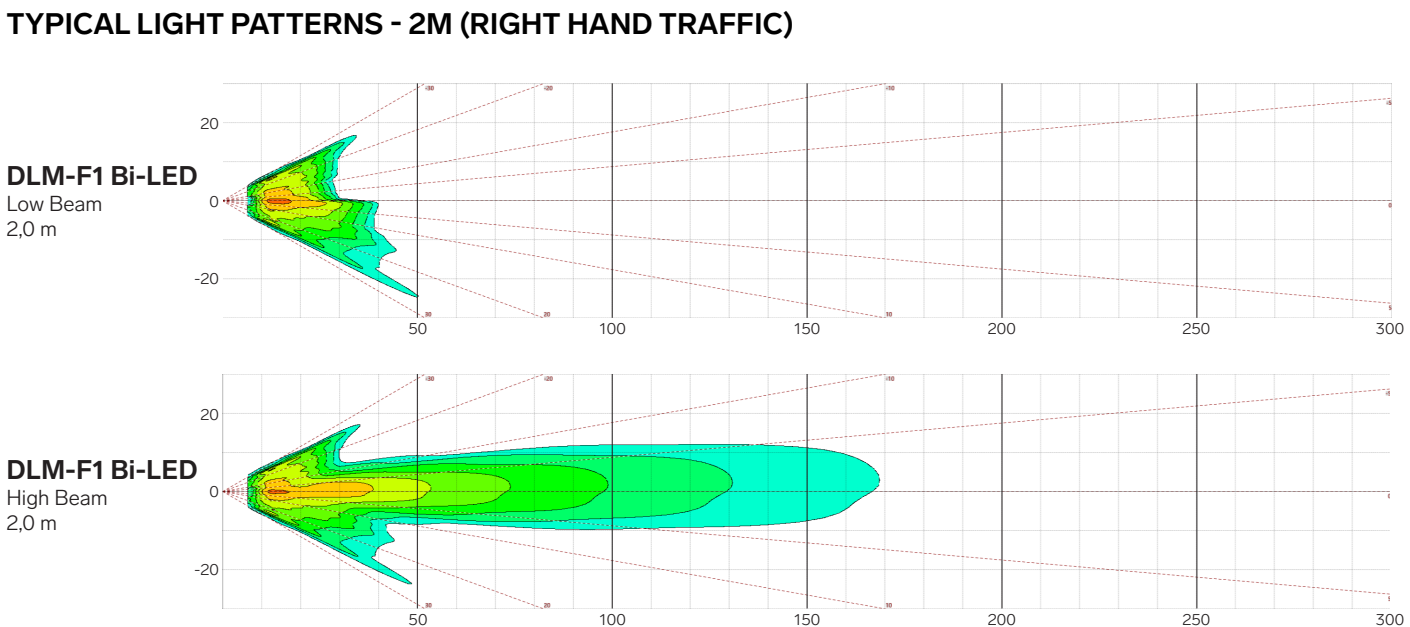 TYPICAL LIGHT PATTERNS - 2M (RIGHT HAND TRAFFIC)
20
DLM-F1 Bi-LED
Low Beam
0
2,0 m
-20
50 100 150 200 250 300
20
DLM-F1 Bi-LED
High Beam
0
2,0 m
-20
50 100 150 200 250 300